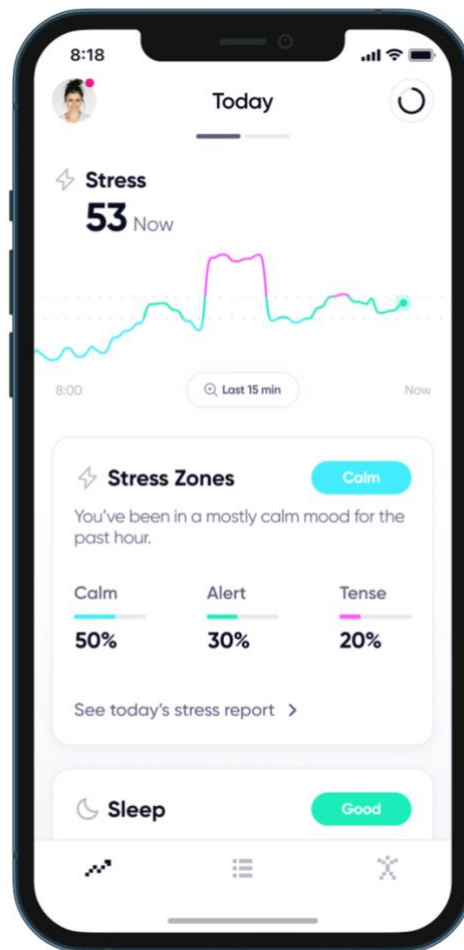 8:18
Today
Stress
53 Now
8:00
Last 15 min
Now
Stress Zones
Calm
You've been in a mostly calm mood for the
past hour.
Calm Alert Tense
50% 30% 20%
See today's stress report
Sleep
Good